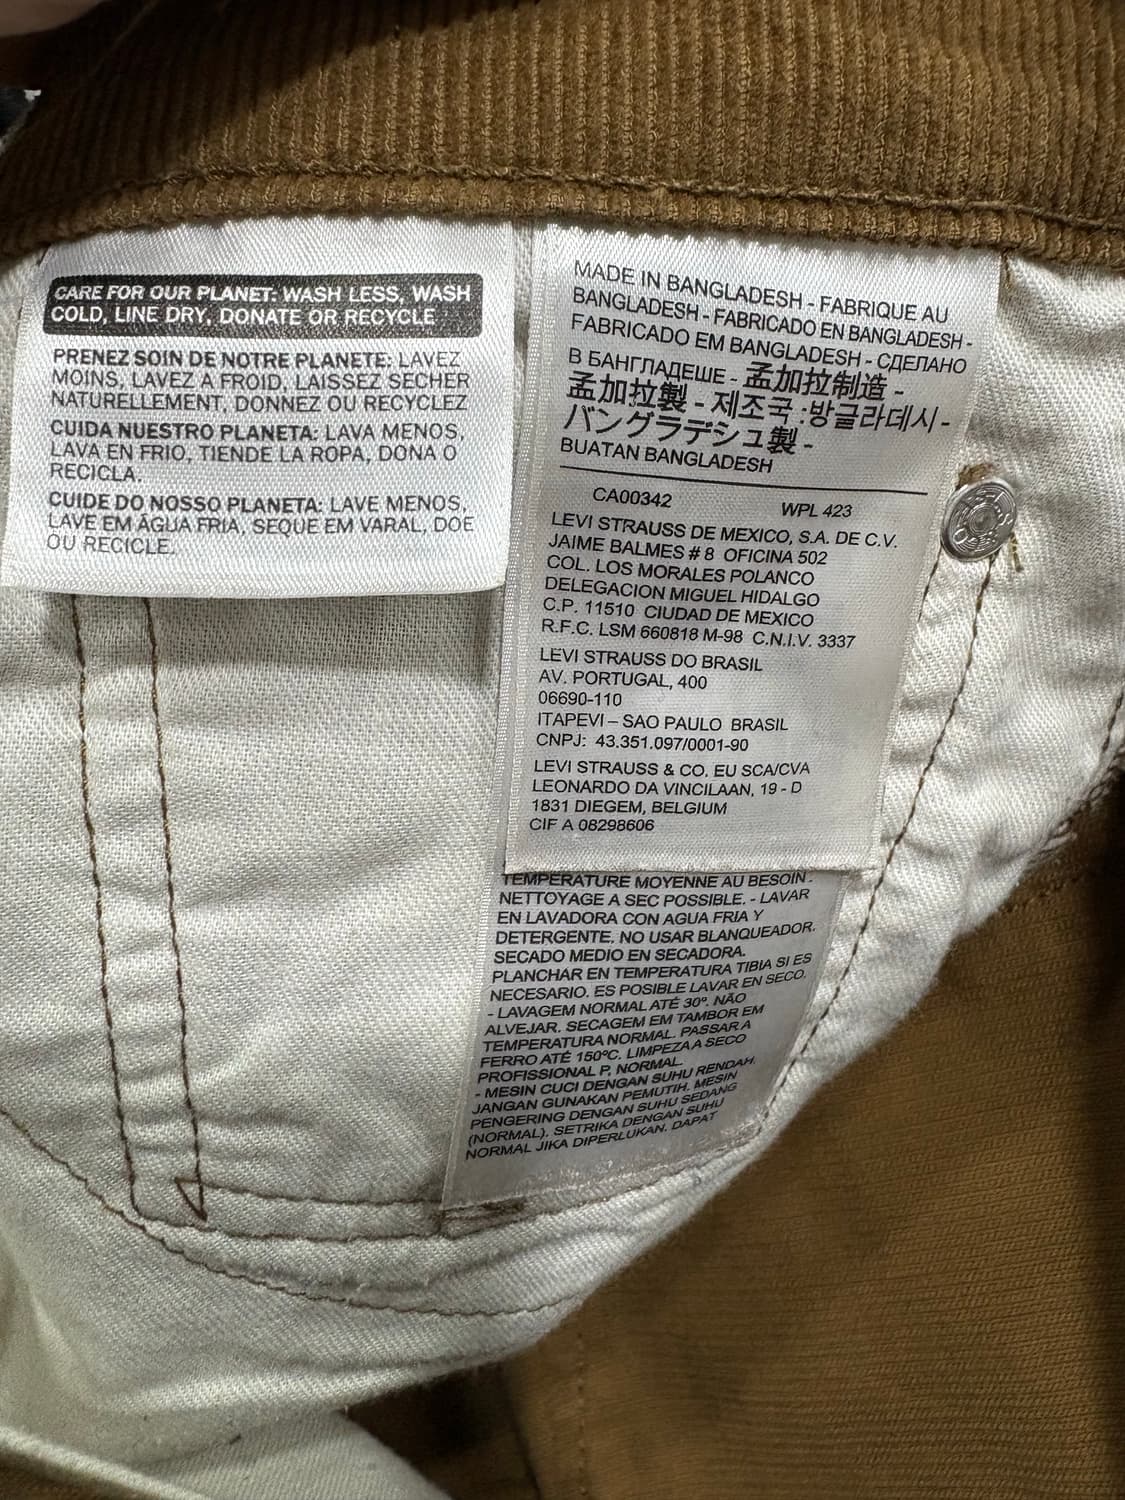 CARE FOR OUR PLANET: WASH LESS, WASH
COLD, LINE DRY, DONATE OR RECYCLE
PRENEZ SOIN DE NOTRE PLANETE: LAVEZ
MOINS, LAVEZ A FROID, LAISSEZ SECHER
NATURELLEMENT, DONNEZ OU RECYCLEZ
CUIDA NUESTRO PLANETA: LAVA MENOS,
LAVA EN FRIO, TIENDE LA ROPA, DONA O
RECICLA.
CUIDE DO NOSSO PLANETA: LAVE MENOS,
LAVE EM ÁGUA FRIA, SEQUE EM VARAL, DOE
OU RECICLE.
MADE IN BANGLADESH - FABRIQUE AU
BANGLADESH - FABRICADO EN BANGLADESH -
FABRICADO EM BANGLADESH - СДЕЛАНО
В БАНГЛАДЕШЕ - 孟加拉制造 -
孟加拉製 - 제조국 :방글라데시 -
バングラデシュ製 -
BUATAN BANGLADESH
CA00342 WPL 423
LEVI STRAUSS DE MEXICO, S.A. DE C.V.
JAIME BALMES # 8 OFICINA 502
COL. LOS MORALES POLANCO
DELEGACION MIGUEL HIDALGO
C.P. 11510 CIUDAD DE MEXICO
R.F.C. LSM 660818 M-98 C.N.I.V. 3337
LEVI STRAUSS DO BRASIL
AV. PORTUGAL, 400
06690-110
ITAPEVI – SAO PAULO BRASIL
CNPJ: 43.351.097/0001-90
LEVI STRAUSS & CO. EU SCA/CVA
LEONARDO DA VINCILAAN, 19 - D
1831 DIEGEM, BELGIUM
CIF A 08298606
TEMPERATURE MOYENNE AU BESOIN.
NETTOYAGE A SEC POSSIBLE. - LAVAR
EN LAVADORA CON AGUA FRIA Y
DETERGENTE. NO USAR BLANQUEADOR.
SECADO MEDIO EN SECADORA.
PLANCHAR EN TEMPERATURA TIBIA SI ES
NECESARIO. ES POSIBLE LAVAR EN SECO.
- LAVAGEM NORMAL ATÉ 30º. NÃO
ALVEJAR. SECAGEM EM TAMBOR EM
TEMPERATURA NORMAL. PASSAR A
FERRO ATÉ 150ºC. LIMPEZA A SECO
PROFISSIONAL P, NORMAL.
- MESIN CUCI DENGAN SUHU RENDAH.
JANGAN GUNAKAN PEMUTIH. MESIN
PENGERING DENGAN SUHU SEDANG
(NORMAL). SETRIKA DENGAN SUHU
NORMAL JIKA DIPERLUKAN. DAPAT